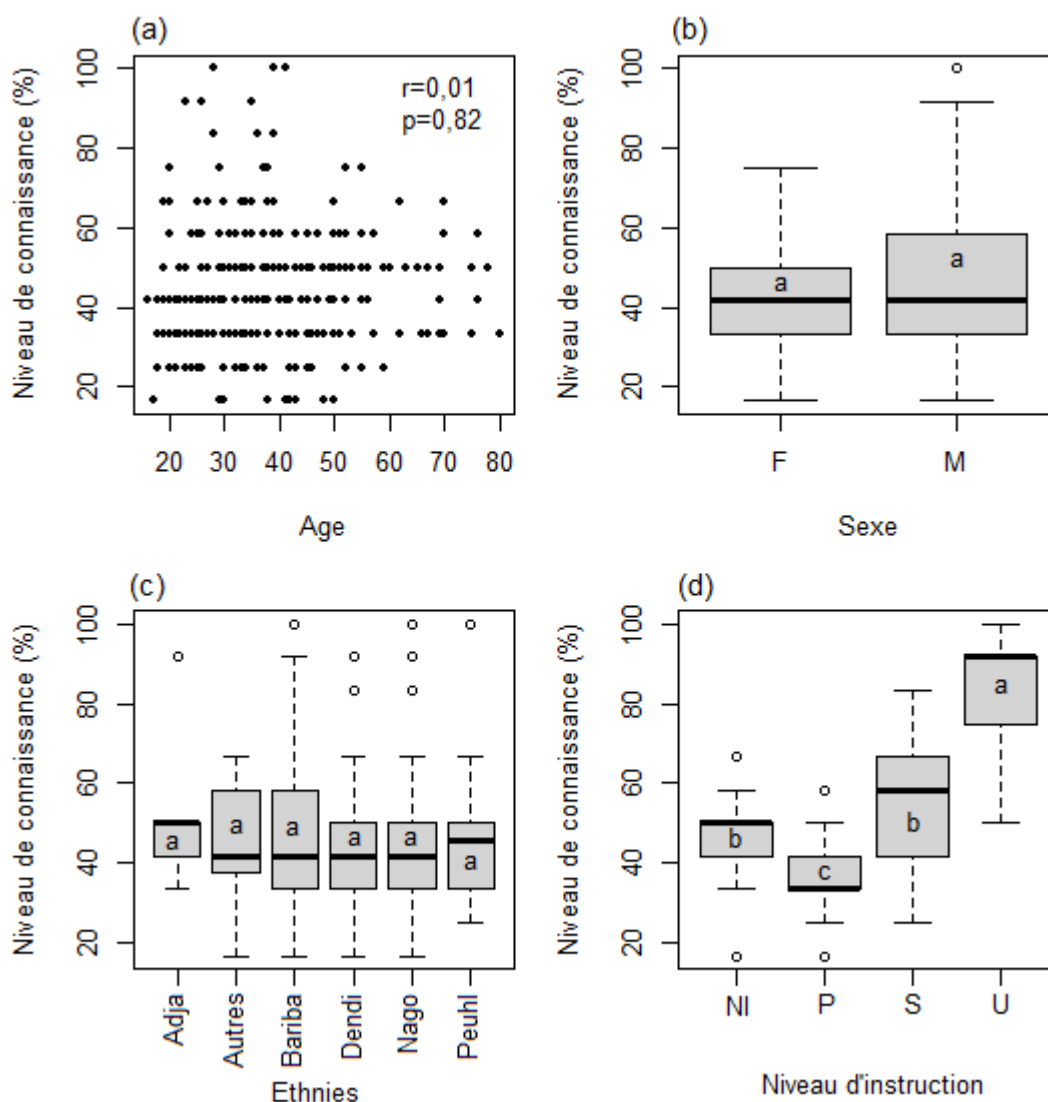 (a)
Niveau de connaissance (%)
100
80
60
40
20
r=0,01
p=0,82
20 30 40 50 60 70 80
Age
(b)
Niveau de connaissance (%)
100
80
60
40
20
a
a
F M
Sexe
(c)
Niveau de connaissance (%)
100
80
60
40
20
a a a a a a
Adja Autres Bariba Dendi Nago Peuhl
Ethnies
(d)
Niveau de connaissance (%)
100
80
60
40
20
b c b a
NI P S U
Niveau d'instruction